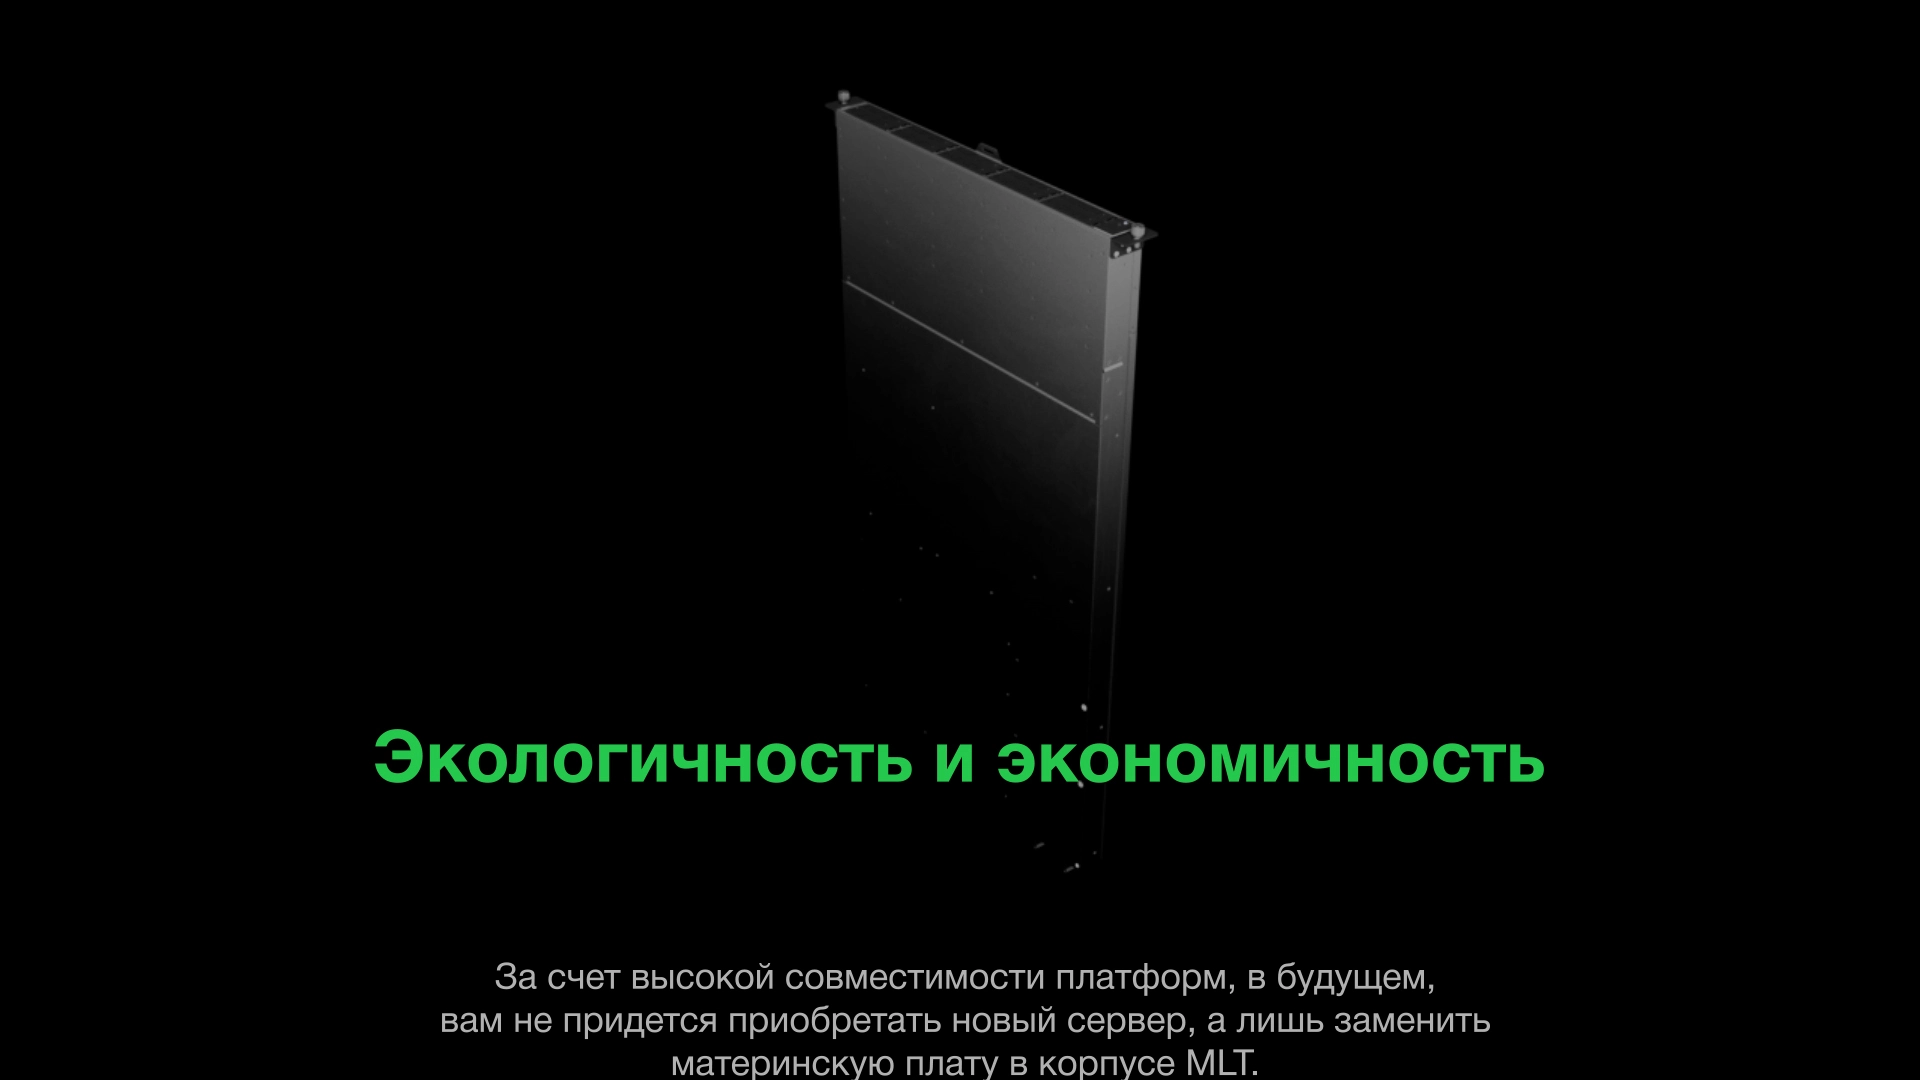 Экологичность и экономичность
За счет высокой совместимости платформ, в будущем,
вам не придется приобретать новый сервер, а лишь заменить
материнскую плату в корпусе MLT.